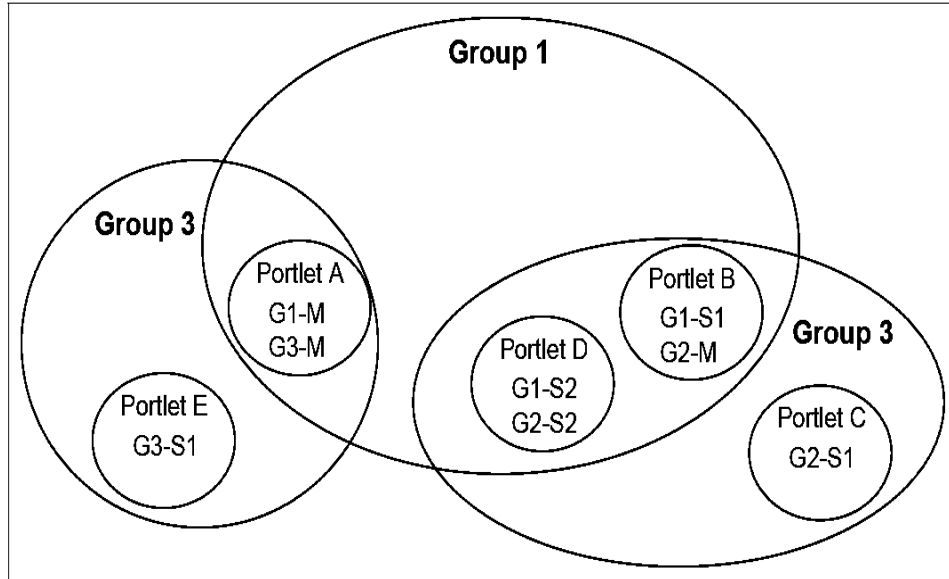 Group 1
Group 3
Portlet A
G1-M
G3-M
Portlet E
G3-S1
Portlet B
G1-S1
G2-M
Group 3
Portlet D
G1-S2
G2-S2
Portlet C
G2-S1